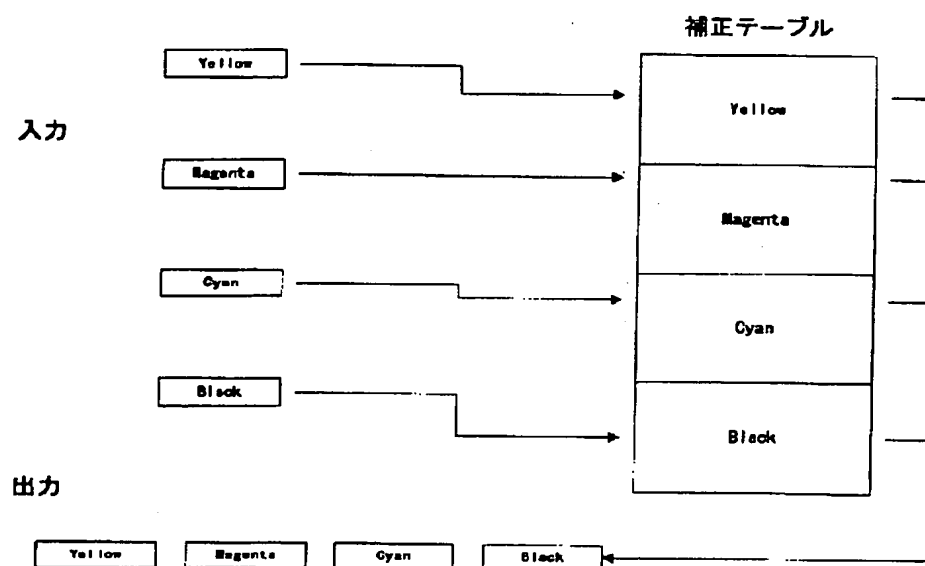 補正テーブル
Yellow
Yellow
入力
Magenta
Magenta
Cyan
Cyan
Black
Black
出力
Yellow Magenta Cyan Black